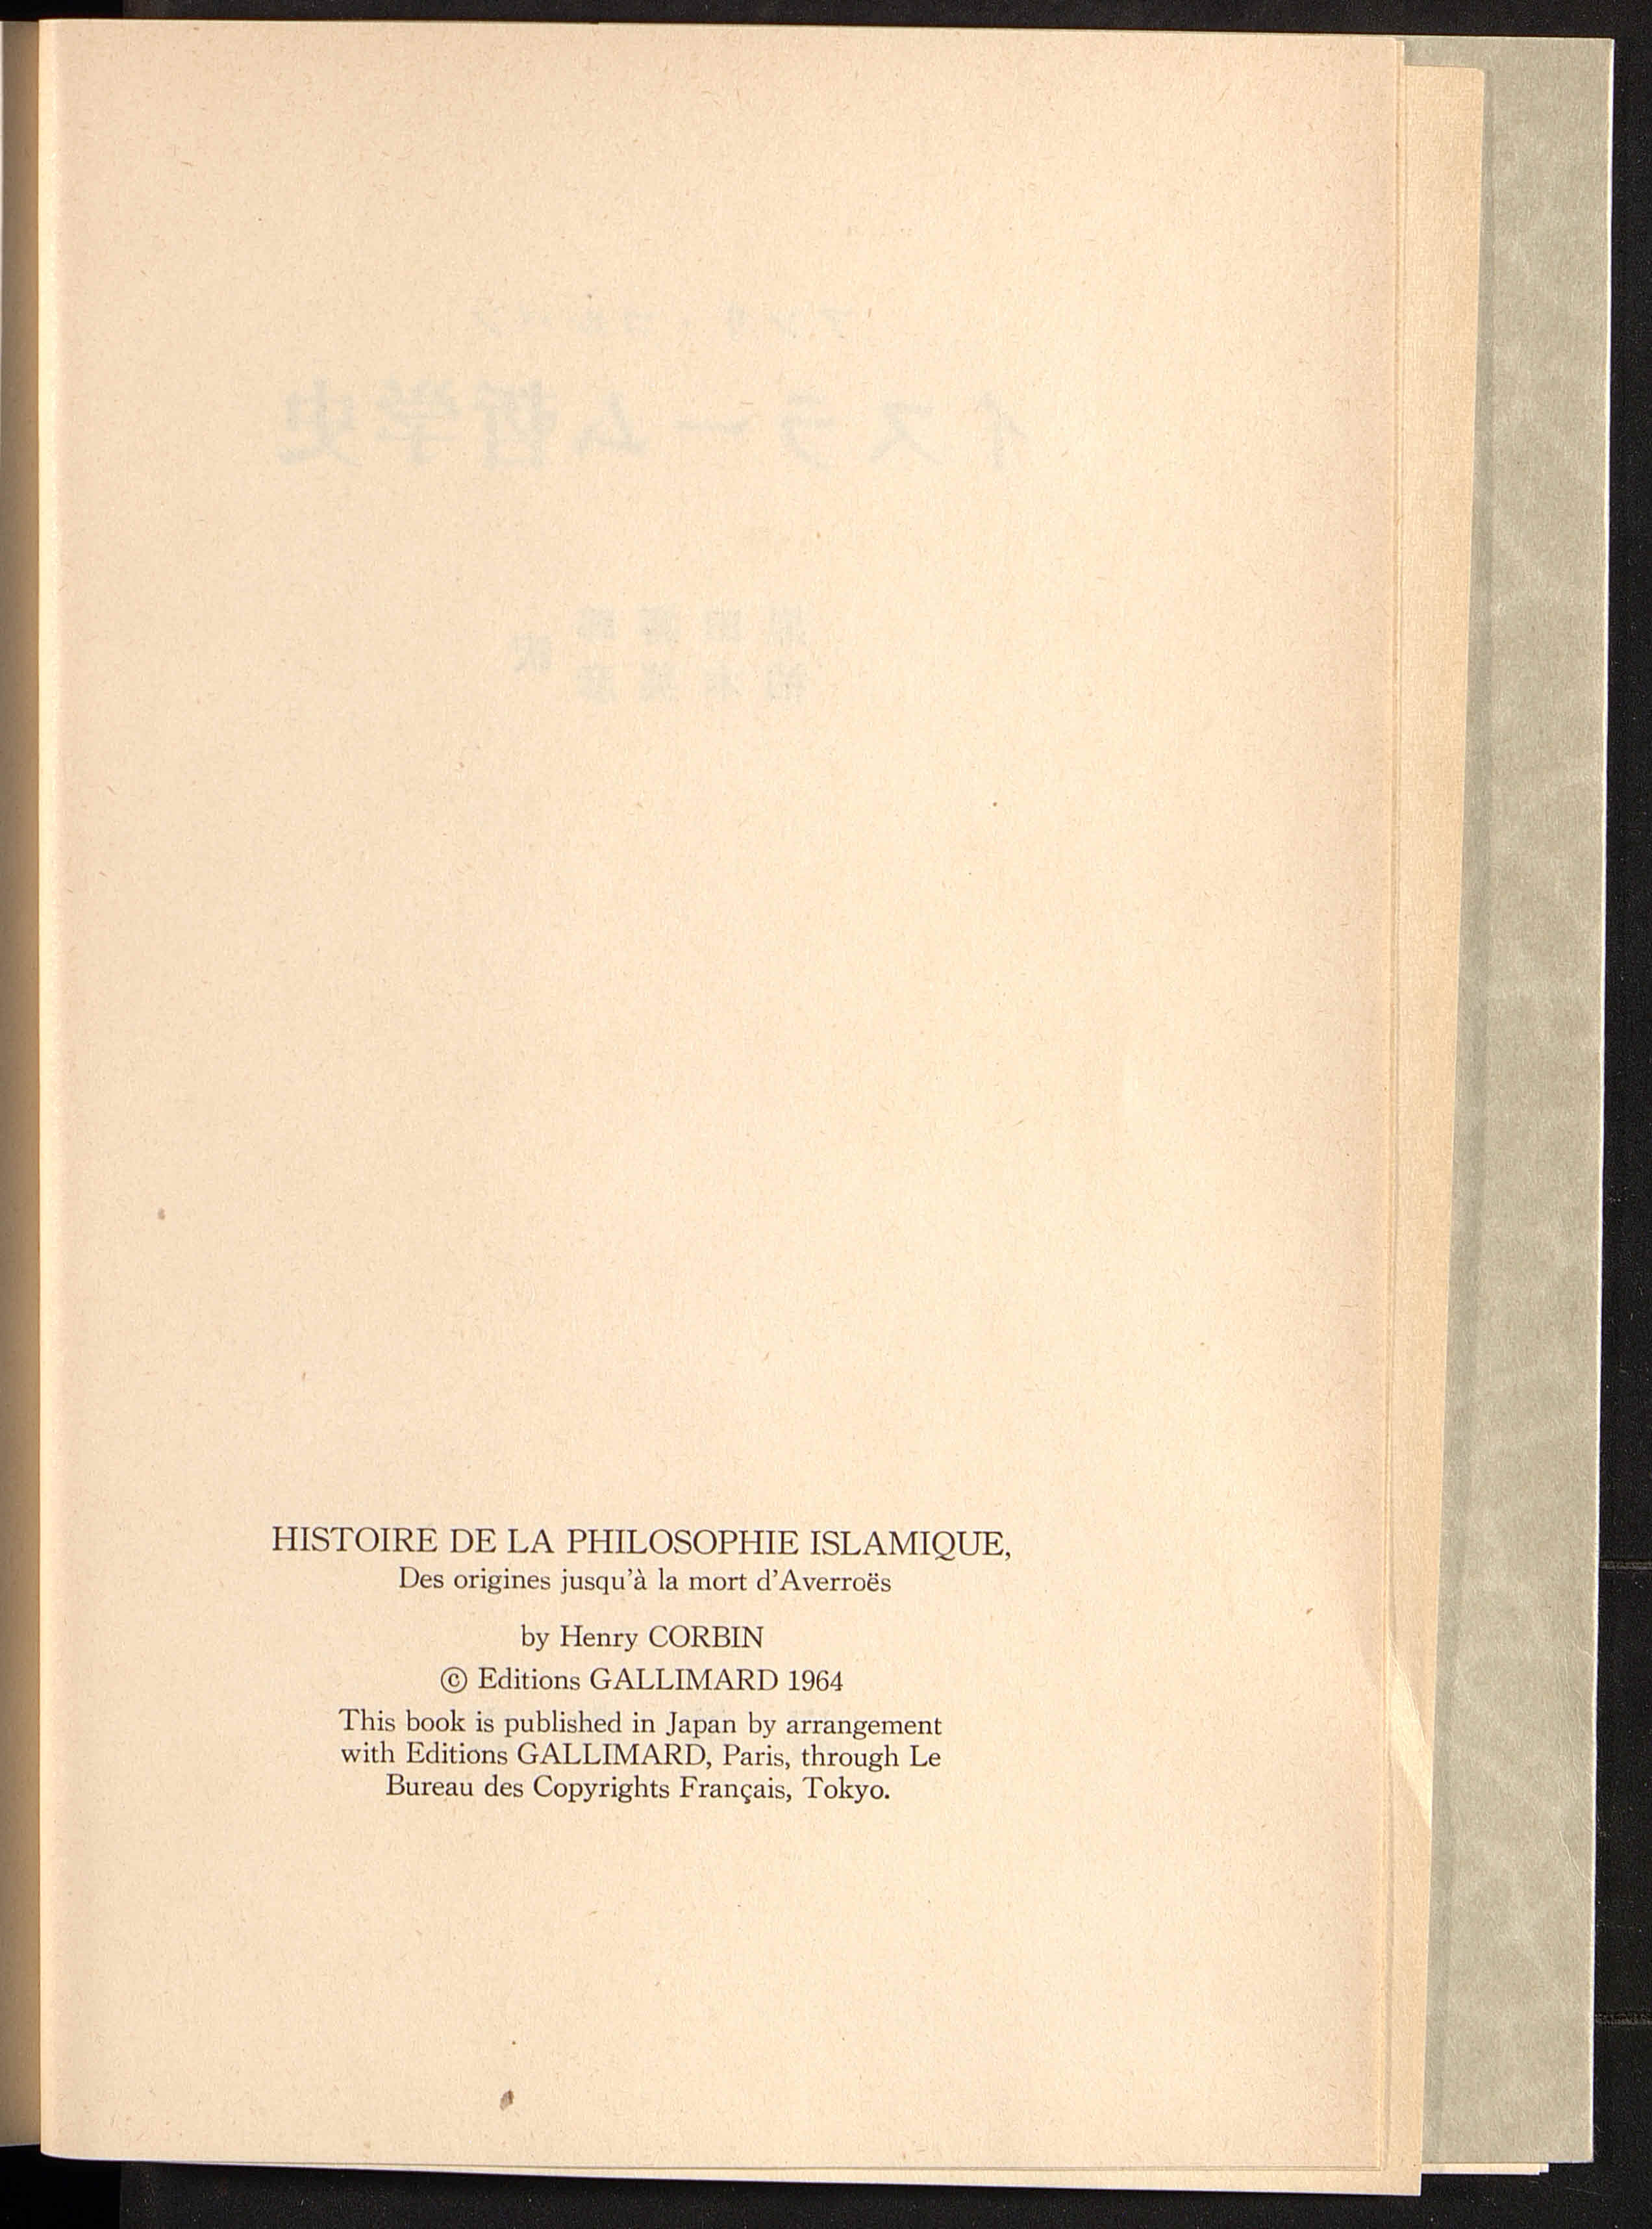 HISTOIRE DE LA PHILOSOPHIE ISLAMIQUE,
Des origines jusqu'à la mort d'Averroës
by Henry CORBIN
© Editions GALLIMARD 1964
This book is published in Japan by arrangement
with Editions GALLIMARD, Paris, through Le
Bureau des Copyrights Français, Tokyo.